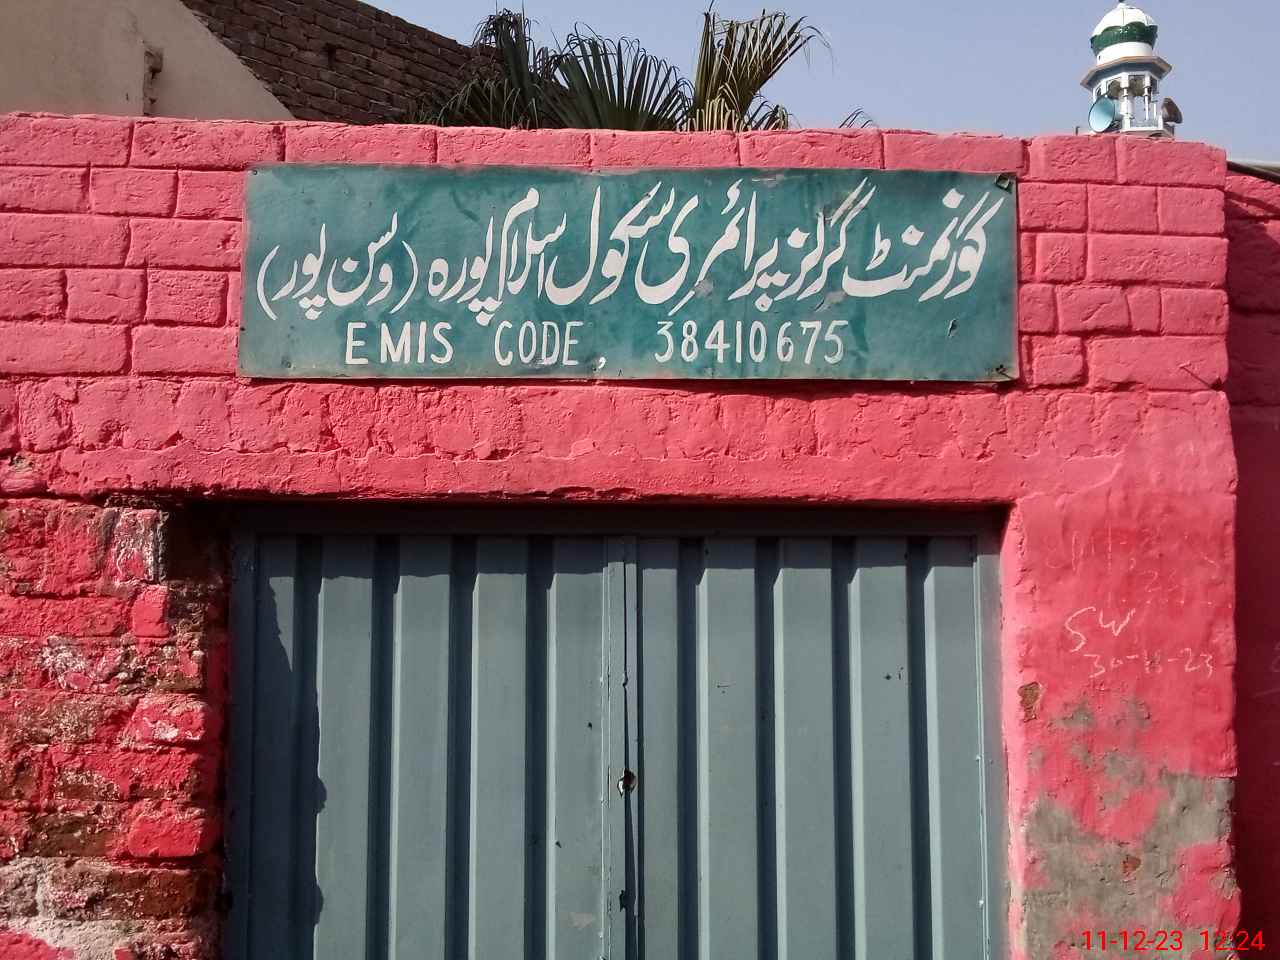 گورنمنٹ گرلز پرائمری سکول اسلام پورہ (وسن پور)
EMIS CODE, 38410675
SW
30-11-23
11-12-23 12:24